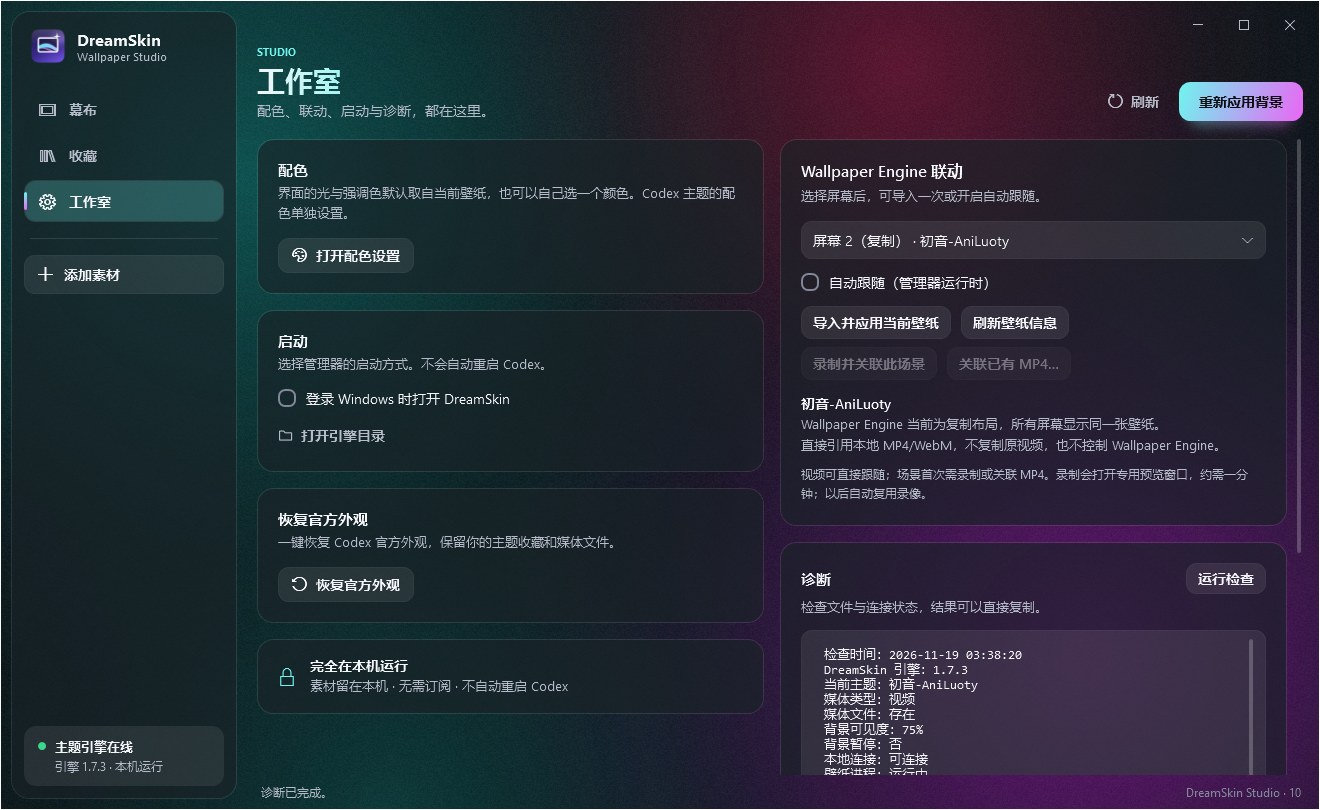 DreamSkin
Wallpaper Studio
幕布
收藏
工作室
添加素材
主题引擎在线
引擎 1.7.3 · 本机运行
STUDIO
工作室
配色、联动、启动与诊断，都在这里。
刷新
重新应用背景
配色
界面的光与强调色默认取自当前壁纸，也可以自己选一个颜色。Codex 主题的配
色单独设置。
打开配色设置
启动
选择管理器的启动方式。不会自动重启 Codex。
登录 Windows 时打开 DreamSkin
打开引擎目录
恢复官方外观
一键恢复 Codex 官方外观，保留你的主题收藏和媒体文件。
恢复官方外观
完全在本机运行
素材留在本机 · 无需订阅 · 不自动重启 Codex
Wallpaper Engine 联动
选择屏幕后，可导入一次或开启自动跟随。
屏幕 2（复制） · 初音-AniLuoty
自动跟随（管理器运行时）
导入并应用当前壁纸
刷新壁纸信息
录制并关联此场景
关联已有 MP4...
初音-AniLuoty
Wallpaper Engine 当前为复制布局，所有屏幕显示同一张壁纸。
直接引用本地 MP4/WebM，不复制原视频，也不控制 Wallpaper Engine。
视频可直接跟随；场景首次需录制或关联 MP4。录制会打开专用预览窗口，约需一分
钟；以后自动复用录像。
诊断
运行检查
检查文件与连接状态，结果可以直接复制。
检查时间: 2026-11-19 03:38:20
DreamSkin 引擎: 1.7.3
当前主题: 初音-AniLuoty
媒体类型: 视频
媒体文件: 存在
背景可见度: 75%
背景暂停: 否
本地连接: 可连接
壁纸进程: 运行中
诊断已完成。
DreamSkin Studio · 10